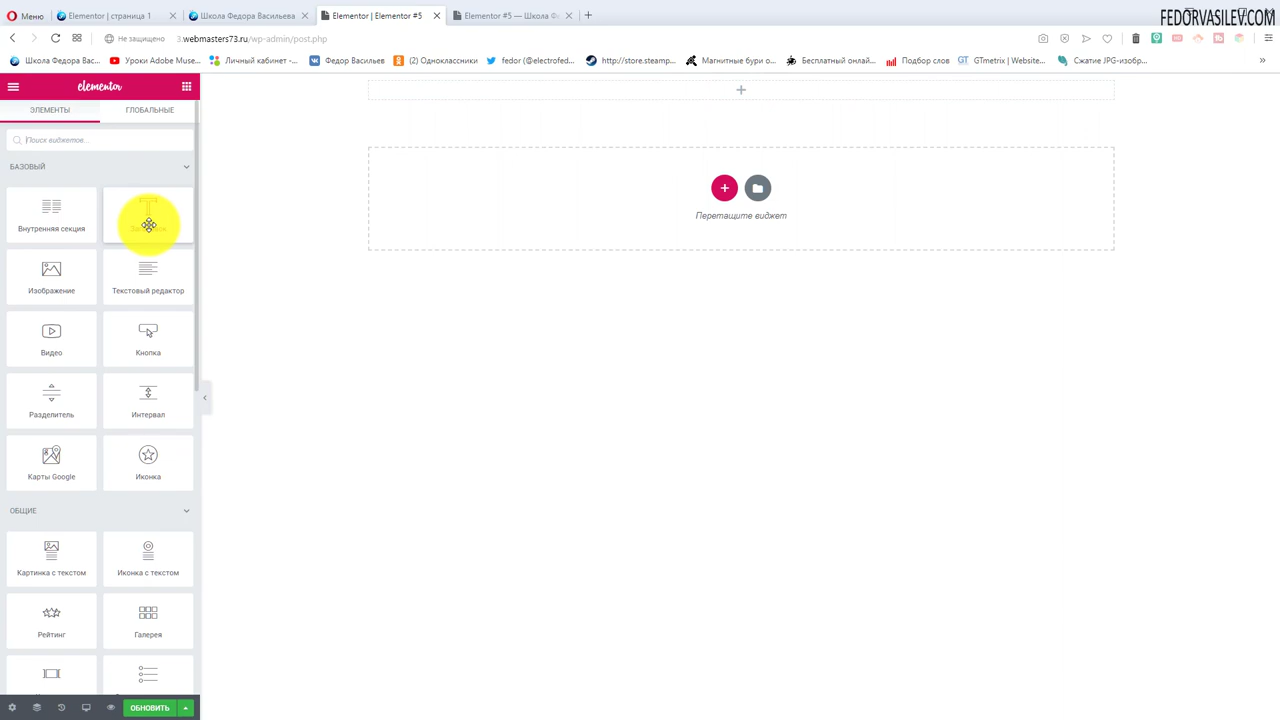 Меню
Elementor | страница 1
Школа Федора Васильева
Elementor | Elementor #5
Elementor #5 — Школа Ф
FEDORVASILEV.COM
Не защищено
3.webmasters73.ru/wp-admin/post.php
Школа Федора Вас...
Уроки Adobe Muse...
Личный кабинет -...
Федор Васильев
(2) Одноклассники
fedor (@electrofed...
http://store.steamp...
Магнитные бури о...
Бесплатный онлай...
Подбор слов
GTmetrix | Website...
Сжатие JPG-изобр...
elementor
ЭЛЕМЕНТЫ
ГЛОБАЛЬНЫЕ
Поиск виджетов...
БАЗОВЫЙ
Внутренняя секция
Изображение
Текстовый редактор
Видео
Кнопка
Разделитель
Интервал
Карты Google
Иконка
ОБЩИЕ
Картинка с текстом
Иконка с текстом
Рейтинг
Галерея
ОБНОВИТЬ
Перетащите виджет